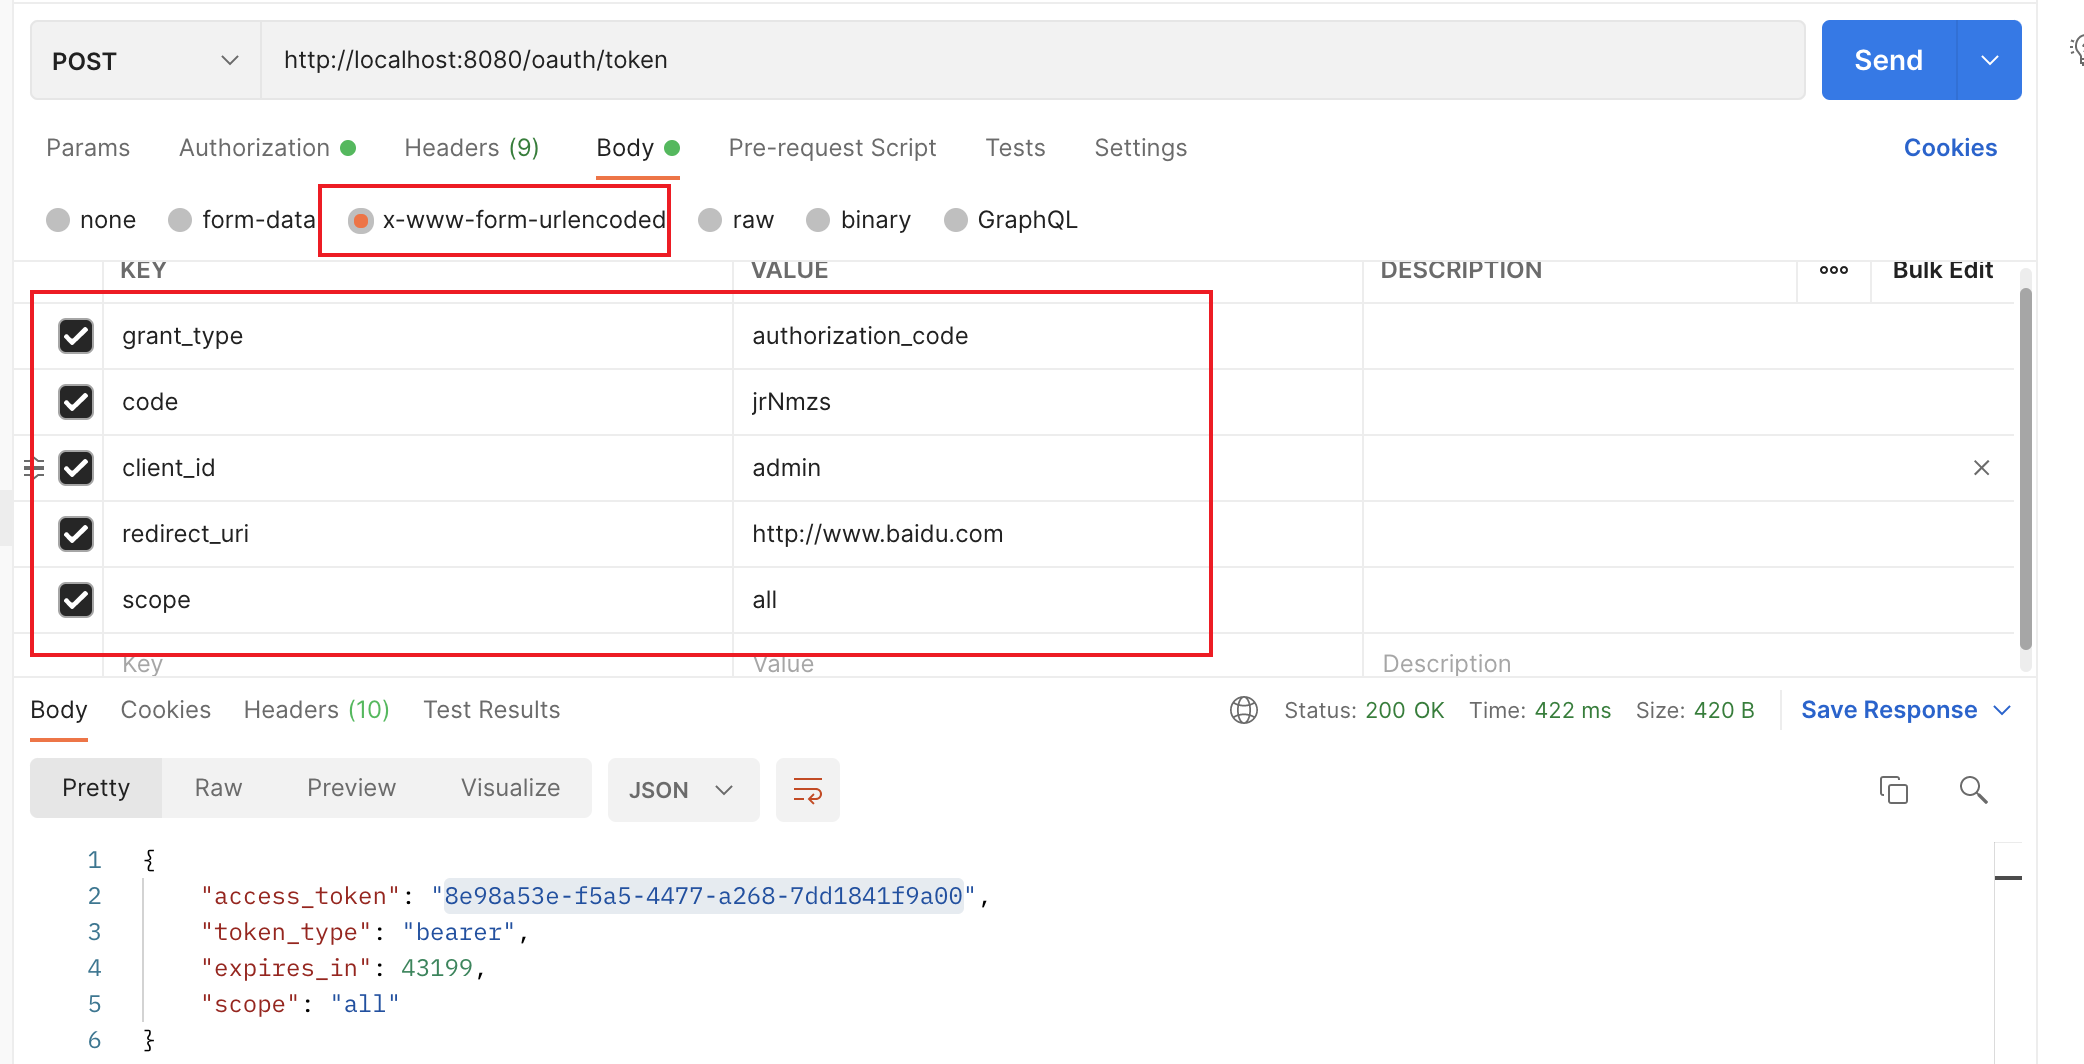 POST http://localhost:8080/oauth/token Send
Params Authorization Headers (9) Body Pre-request Script Tests Settings Cookies
none form-data x-www-form-urlencoded raw binary GraphQL
KEY VALUE DESCRIPTION Bulk Edit
grant_type authorization_code
code jrNmzs
client_id admin
redirect_uri http://www.baidu.com
scope all
Key Value Description
Body Cookies Headers (10) Test Results Status: 200 OK Time: 422 ms Size: 420 B Save Response
Pretty Raw Preview Visualize JSON
1 {
2 "access_token": "8e98a53e-f5a5-4477-a268-7dd1841f9a00",
3 "token_type": "bearer",
4 "expires_in": 43199,
5 "scope": "all"
6 }